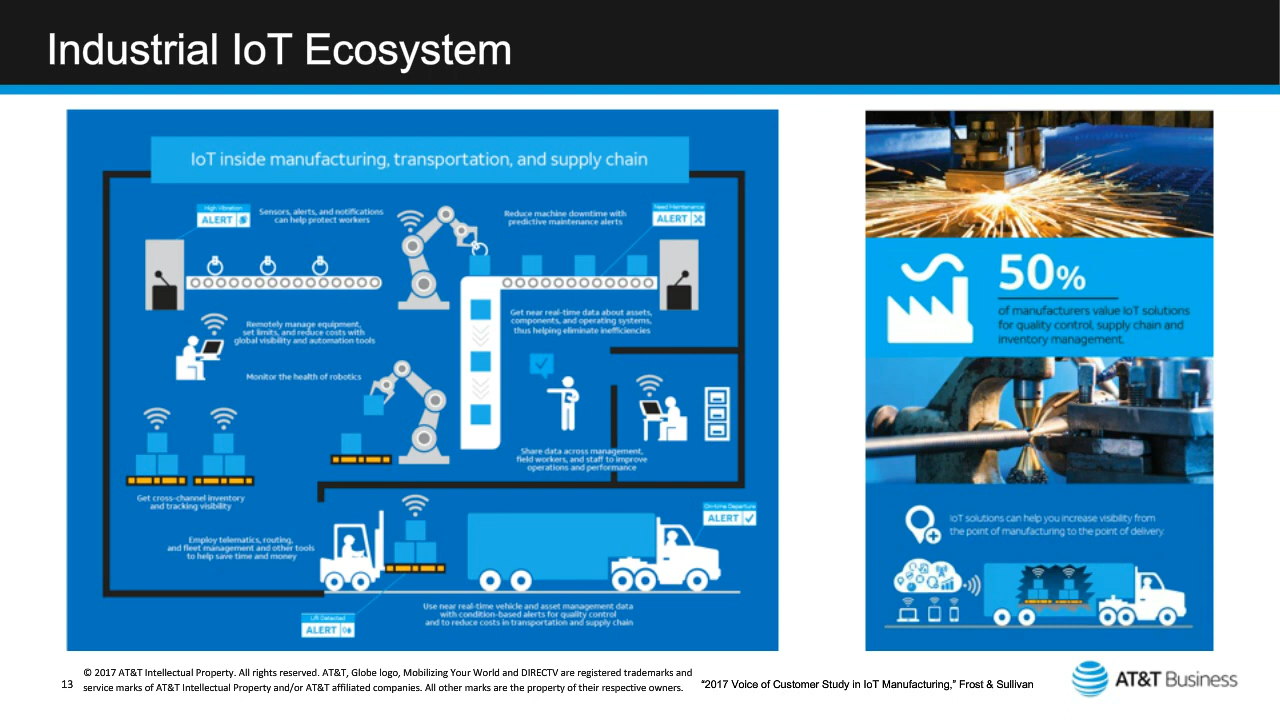 Industrial IoT Ecosystem
IoT inside manufacturing, transportation, and supply chain
High Vibration
ALERT
Sensors, alerts, and notifications
can help protect workers
Reduce machine downtime with
predictive maintenance alerts
Need Maintenance
ALERT
Get near real-time data about assets,
components, and operating systems,
thus helping eliminate inefficiencies
Remotely manage equipment,
set limits, and reduce costs with
global visibility and automation tools
Monitor the health of robotics
Share data across management,
field workers, and staff to improve
operations and performance
Get cross-channel inventory
and tracking visibility
On-time Departure
ALERT
Employ telematics, routing,
and fleet management and other tools
to help save time and money
Use near real-time vehicle and asset management data
with condition-based alerts for quality control
and to reduce costs in transportation and supply chain
Lift Detected
ALERT
50%
of manufacturers value IoT solutions
for quality control, supply chain and
inventory management.
IoT solutions can help you increase visibility from
the point of manufacturing to the point of delivery.
13
© 2017 AT&T Intellectual Property. All rights reserved. AT&T, Globe logo, Mobilizing Your World and DIRECTV are registered trademarks and
service marks of AT&T Intellectual Property and/or AT&T affiliated companies. All other marks are the property of their respective owners.
“2017 Voice of Customer Study in IoT Manufacturing,” Frost & Sullivan
AT&T Business